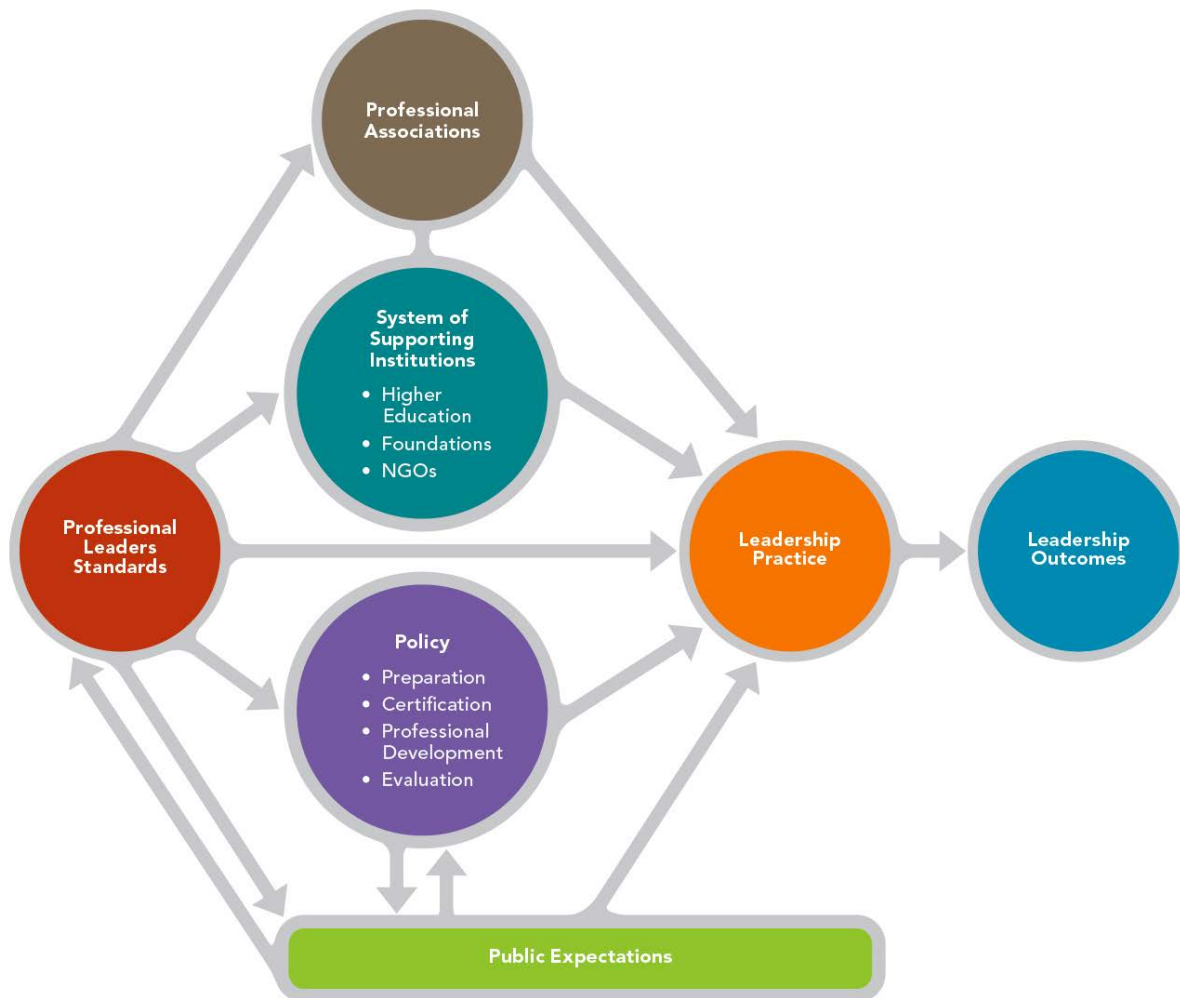 Professional
Associations
System of
Supporting
Institutions
• Higher
Education
• Foundations
• NGOs
Professional
Leaders
Standards
Leadership
Practice
Leadership
Outcomes
Policy
• Preparation
• Certification
• Professional
Development
• Evaluation
Public Expectations